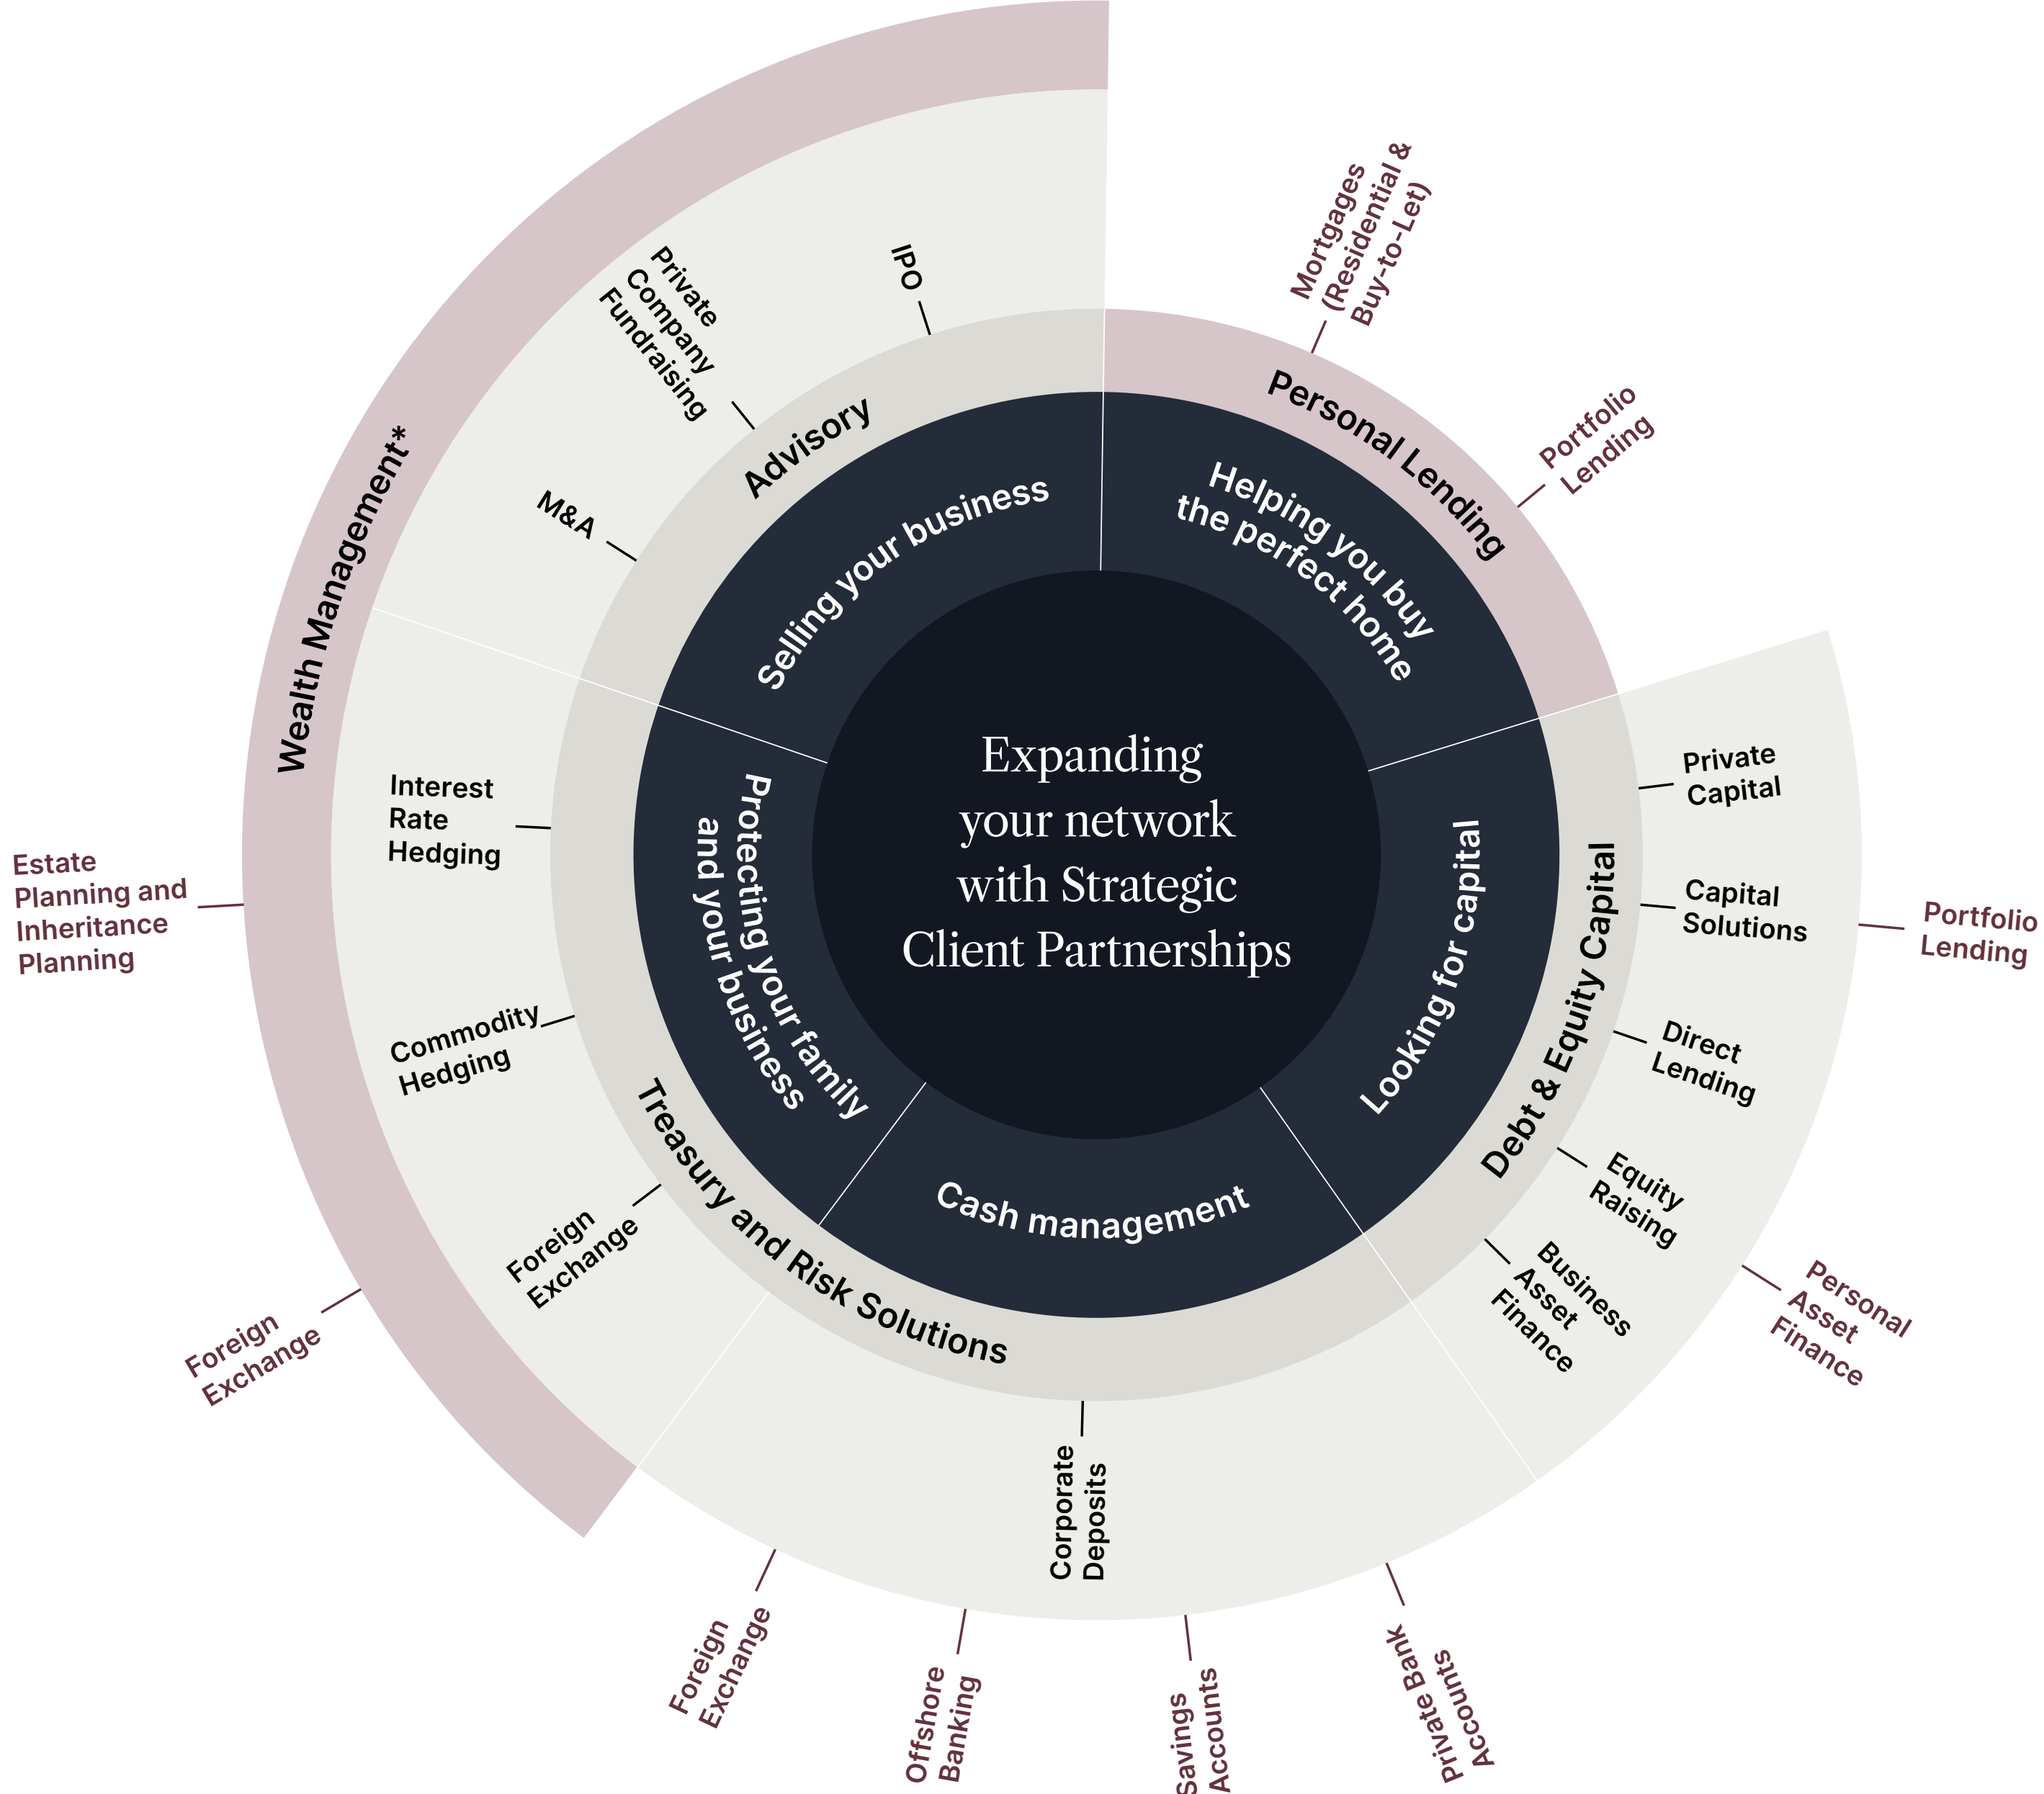 Expanding
your network
with Strategic
Client Partnerships
Selling your business
Helping you buy
the perfect home
Looking for capital
Cash management
Protecting your family
and your business
Advisory
Personal Lending
Debt & Equity Capital
Treasury and Risk Solutions
Wealth Management*
M&A
Private
Company
Fundraising
IPO
Mortgages
(Residential &
Buy-to-Let)
Portfolio
Lending
Private
Capital
Capital
Solutions
Direct
Lending
Equity
Raising
Business
Asset
Finance
Portfolio
Lending
Personal
Asset
Finance
Private Bank
Accounts
Savings
Accounts
Corporate
Deposits
Offshore
Banking
Foreign
Exchange
Foreign
Exchange
Commodity
Hedging
Interest
Rate
Hedging
Foreign
Exchange
Estate
Planning and
Inheritance
Planning